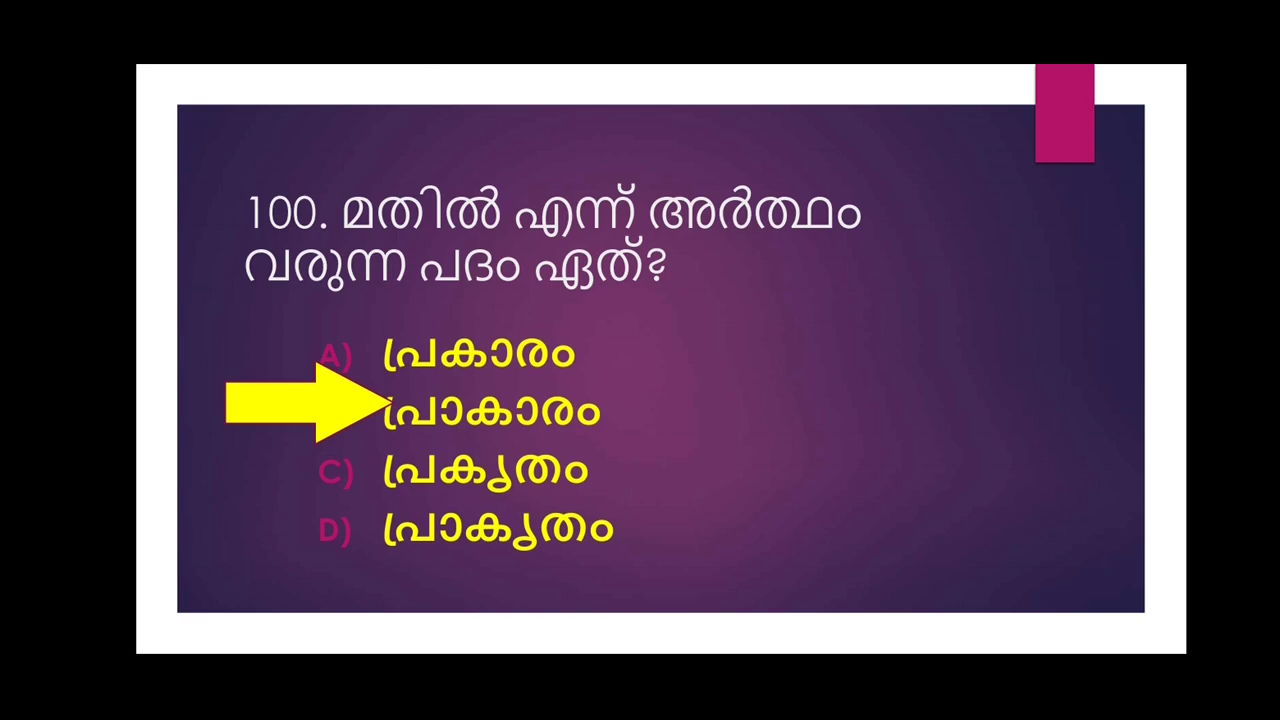 100. മതിൽ എന്ന് അർത്ഥം
വരുന്ന പദം ഏത്?
A) പ്രകാരം
പ്രാകാരം
C) പ്രകൃതം
D) പ്രാകൃതം